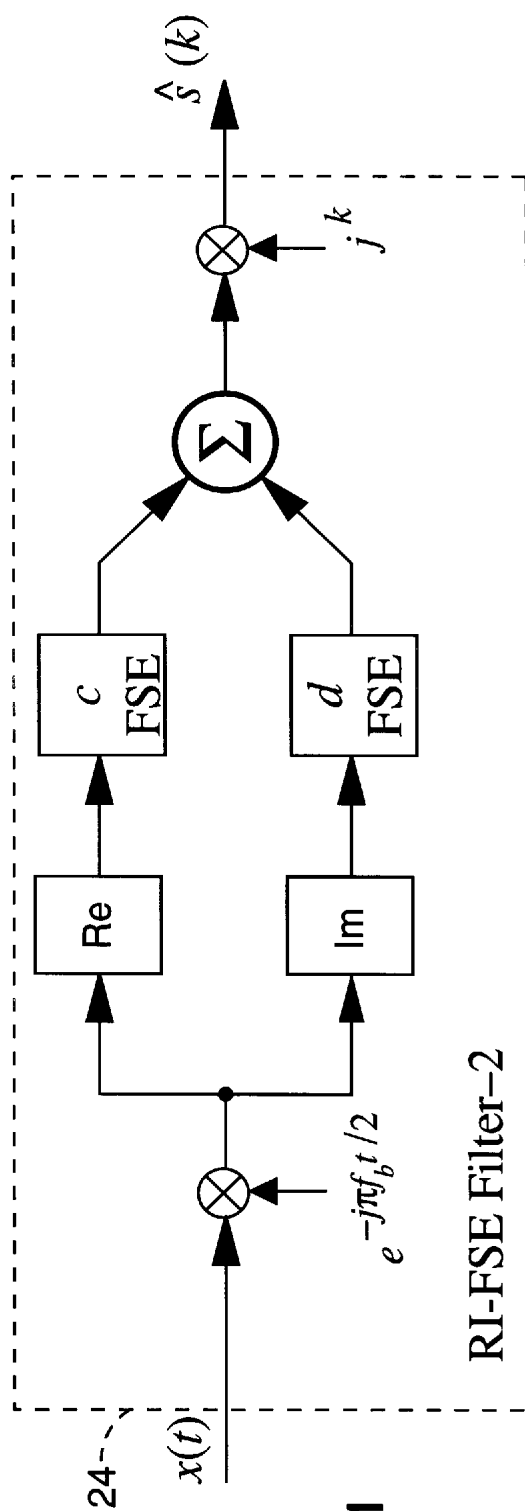 24
x(t)
e^{-jπf_b t/2}
Re
Im
c
FSE
d
FSE
Σ
j^k
ŝ(k)
RI-FSE Filter–2